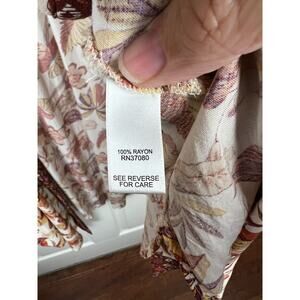 100% RAYON
RN37080
SEE REVERSE
FOR CARE